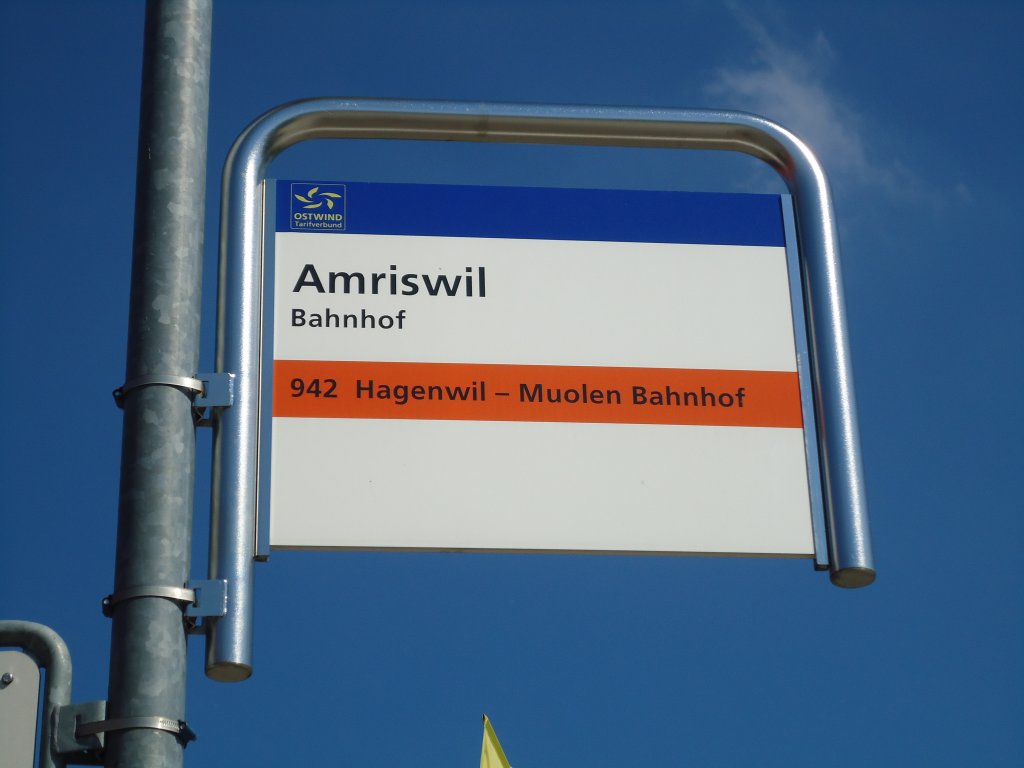 OSTWIND
Tarifverbund
Amriswil
Bahnhof
942 Hagenwil – Muolen Bahnhof